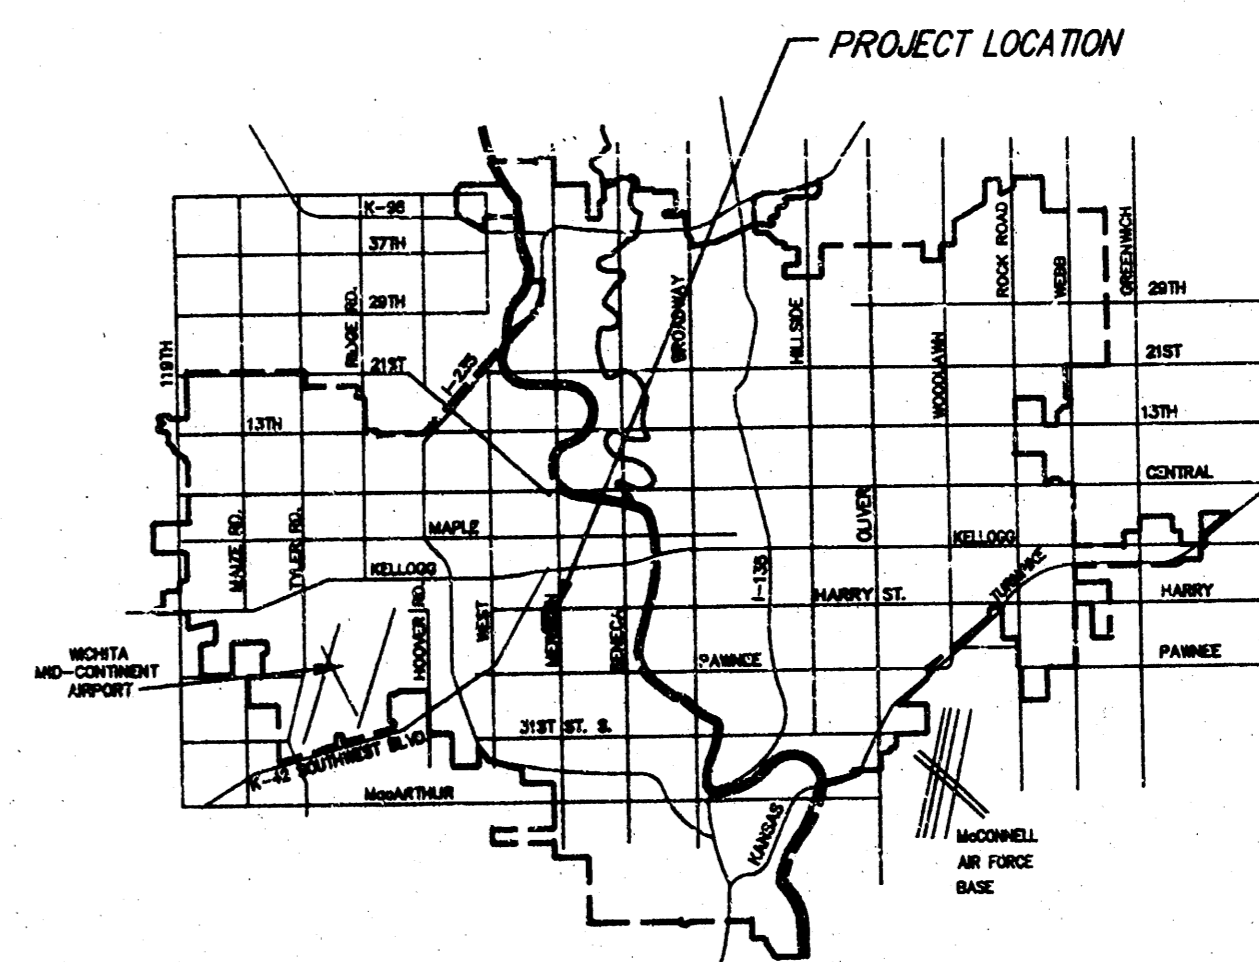 PROJECT LOCATION
K-96
37TH
29TH
21ST
13TH
119TH
RIDGE RD.
I-235
BROADWAY
HILLSIDE
WOODLAWN
ROCK ROAD
WEBB
GREENWICH
29TH
21ST
13TH
CENTRAL
MAIZE RD.
TYLER RD.
MAPLE
KELLOGG
OLIVER
KELLOGG
TURNPIKE
I-135
HARRY ST.
HARRY
HOOVER RD.
WEST
MERIDIAN
SENECA
PAWNEE
PAWNEE
WICHITA
MID-CONTINENT
AIRPORT
31ST ST. S.
K-42 SOUTHWEST BLVD.
MacARTHUR
KANSAS
McCONNELL
AIR FORCE
BASE